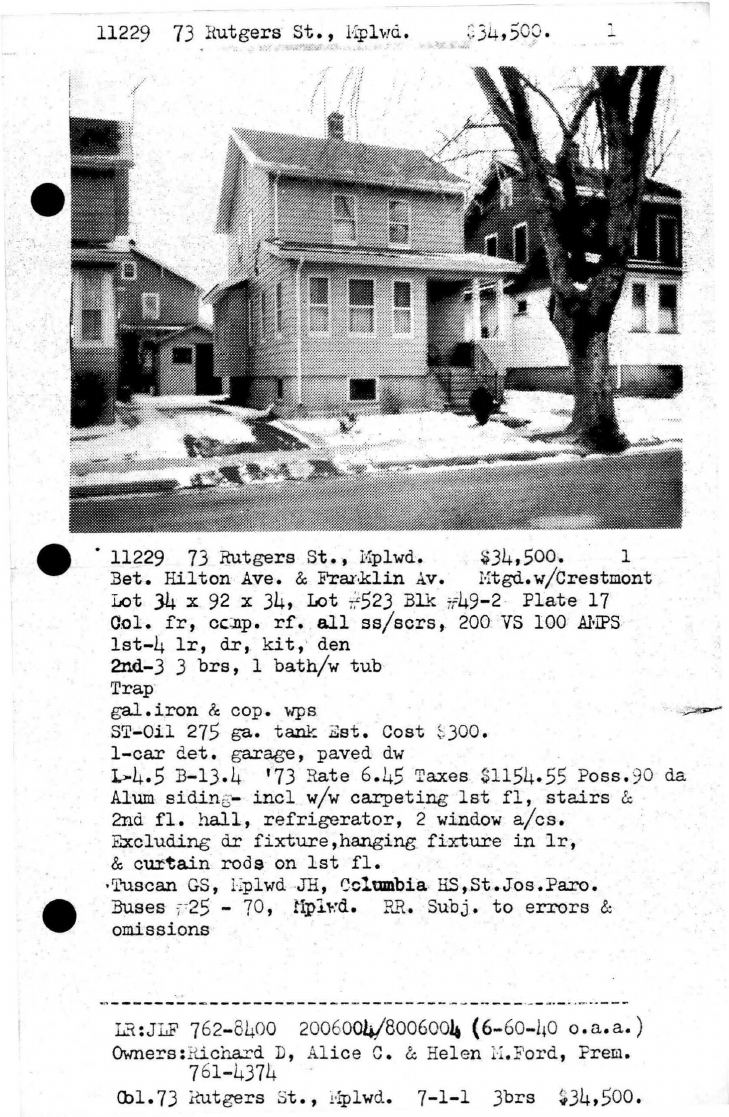 11229 73 Rutgers St., Mplwd. $34,500. 1
11229 73 Rutgers St., Mplwd. $34,500. 1
Bet. Hilton Ave. & Franklin Av. Mtgd.w/Crestmont
Lot 34 x 92 x 34, Lot #523 Blk #49-2 Plate 17
Col. fr, comp. rf. all ss/scrs, 200 VS 100 AMPS
1st-4 lr, dr, kit, den
2nd-3 3 brs, 1 bath/w tub
Trap
gal.iron & cop. wps
ST-Oil 275 ga. tank Est. Cost $300.
1-car det. garage, paved dw
L-4.5 B-13.4 '73 Rate 6.45 Taxes $1154.55 Poss.90 da
Alum siding- incl w/w carpeting 1st fl, stairs &
2nd fl. hall, refrigerator, 2 window a/cs.
Excluding dr fixture,hanging fixture in lr,
& curtain rods on 1st fl.
Tuscan GS, Mplwd JH, Columbia HS,St.Jos.Paro.
Buses #25 - 70, Mplwd. RR. Subj. to errors &
omissions
LR:JLF 762-8400 2006004/8006004 (6-60-40 o.a.a.)
Owners:Richard D, Alice C. & Helen M.Ford, Prem.
761-4374
Col.73 Rutgers St., Mplwd. 7-1-1 3brs $34,500.